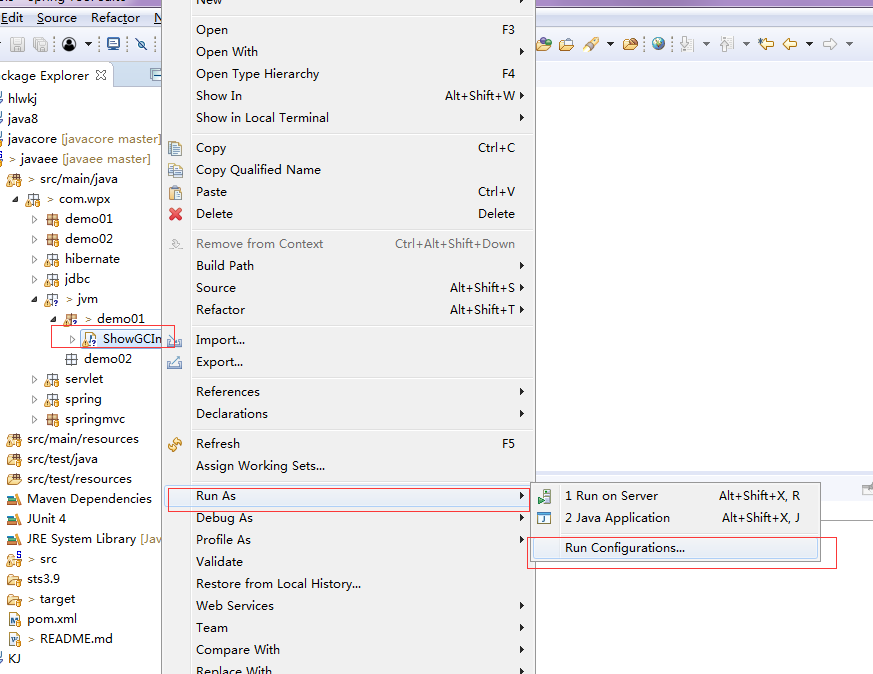 Edit Source Refactor N
Package Explorer
hlwkj
java8
javacore [javacore master]
> javaee [javaee master]
> src/main/java
> com.wpx
demo01
demo02
hibernate
jdbc
> jvm
> demo01
ShowGCIn
demo02
servlet
spring
springmvc
src/main/resources
src/test/java
src/test/resources
Maven Dependencies
JUnit 4
JRE System Library [Jav
> src
sts3.9
> target
pom.xml
> README.md
KJ
New
Open F3
Open With
Open Type Hierarchy F4
Show In Alt+Shift+W
Show in Local Terminal
Copy Ctrl+C
Copy Qualified Name
Paste Ctrl+V
Delete Delete
Remove from Context Ctrl+Alt+Shift+Down
Build Path
Source Alt+Shift+S
Refactor Alt+Shift+T
Import...
Export...
References
Declarations
Refresh F5
Assign Working Sets...
Run As
Debug As
Profile As
Validate
Restore from Local History...
Web Services
Team
Compare With
Replace With
1 Run on Server Alt+Shift+X, R
2 Java Application Alt+Shift+X, J
Run Configurations...